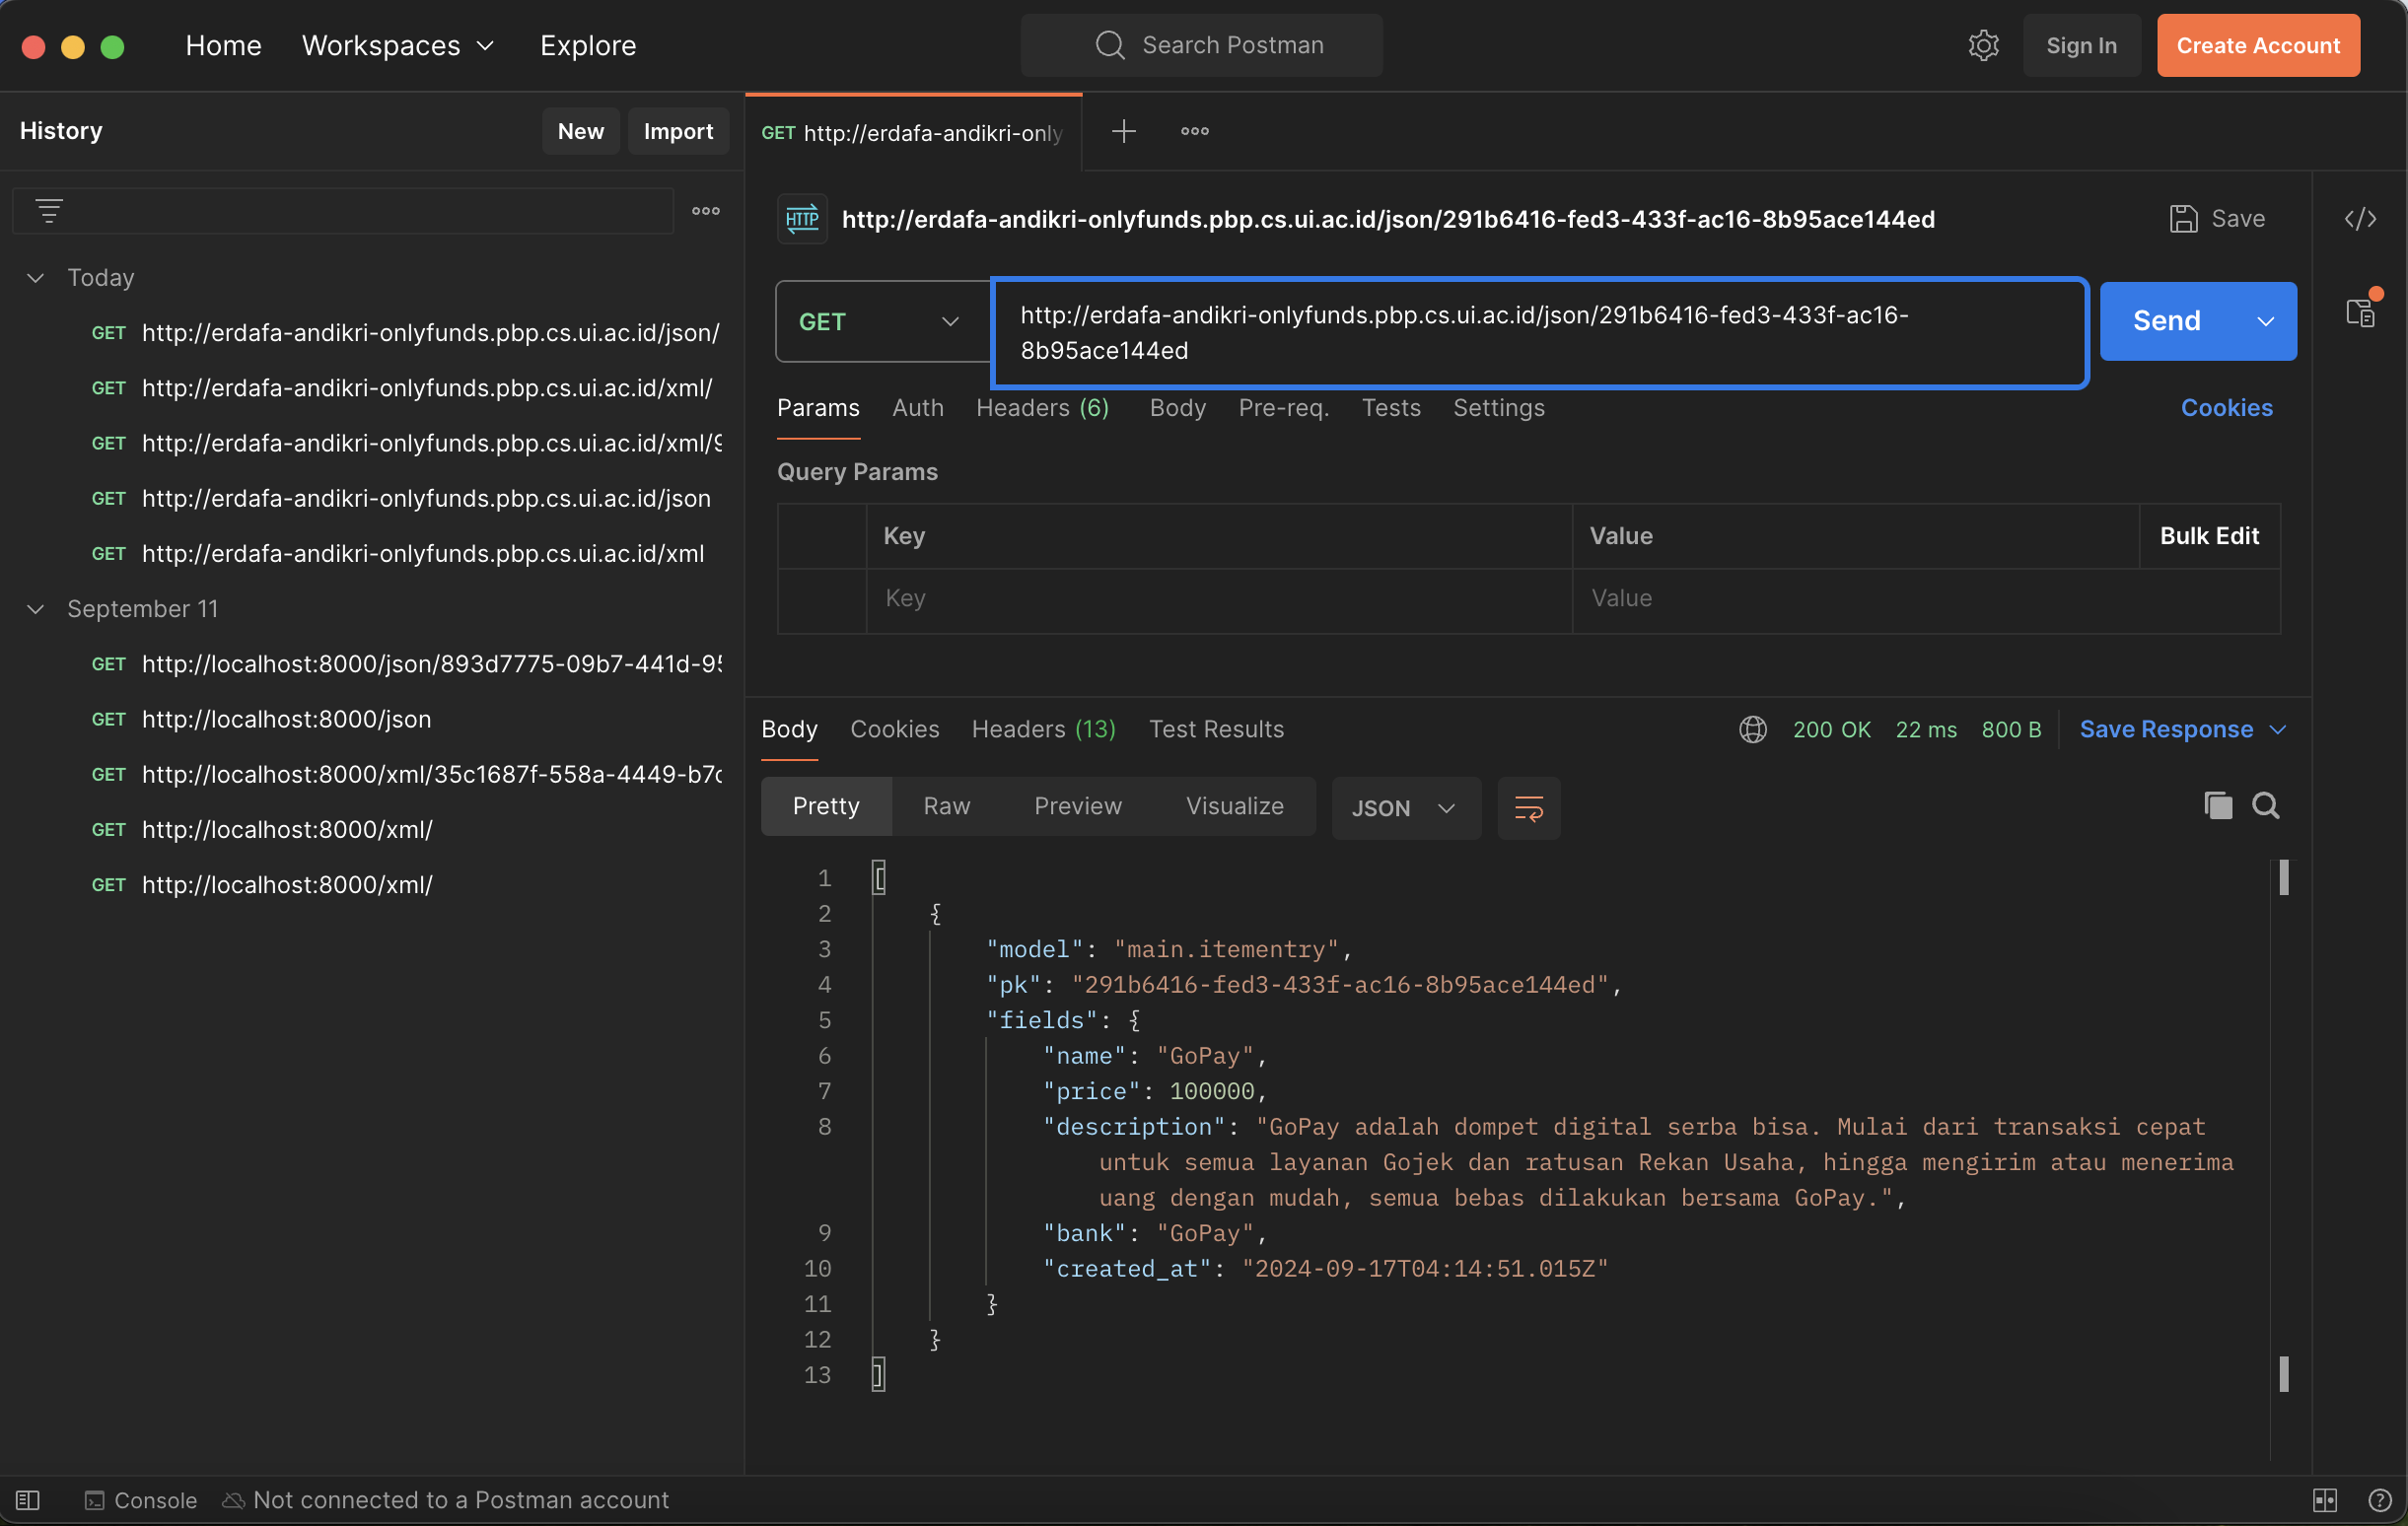 Home Workspaces Explore Search Postman Sign In Create Account
History New Import
GET http://erdafa-andikri-only
Today
GET http://erdafa-andikri-onlyfunds.pbp.cs.ui.ac.id/json/
GET http://erdafa-andikri-onlyfunds.pbp.cs.ui.ac.id/xml/
GET http://erdafa-andikri-onlyfunds.pbp.cs.ui.ac.id/xml/9
GET http://erdafa-andikri-onlyfunds.pbp.cs.ui.ac.id/json
GET http://erdafa-andikri-onlyfunds.pbp.cs.ui.ac.id/xml
September 11
GET http://localhost:8000/json/893d7775-09b7-441d-95
GET http://localhost:8000/json
GET http://localhost:8000/xml/35c1687f-558a-4449-b7c
GET http://localhost:8000/xml/
GET http://localhost:8000/xml/
HTTP http://erdafa-andikri-onlyfunds.pbp.cs.ui.ac.id/json/291b6416-fed3-433f-ac16-8b95ace144ed Save
GET http://erdafa-andikri-onlyfunds.pbp.cs.ui.ac.id/json/291b6416-fed3-433f-ac16-
8b95ace144ed
Send
Params Auth Headers (6) Body Pre-req. Tests Settings Cookies
Query Params
Key Value Bulk Edit
Key Value
Body Cookies Headers (13) Test Results 200 OK 22 ms 800 B Save Response
Pretty Raw Preview Visualize JSON
1 [
2 {
3 "model": "main.itementry",
4 "pk": "291b6416-fed3-433f-ac16-8b95ace144ed",
5 "fields": {
6 "name": "GoPay",
7 "price": 100000,
8 "description": "GoPay adalah dompet digital serba bisa. Mulai dari transaksi cepat
untuk semua layanan Gojek dan ratusan Rekan Usaha, hingga mengirim atau menerima
uang dengan mudah, semua bebas dilakukan bersama GoPay.",
9 "bank": "GoPay",
10 "created_at": "2024-09-17T04:14:51.015Z"
11 }
12 }
13 ]
Console Not connected to a Postman account